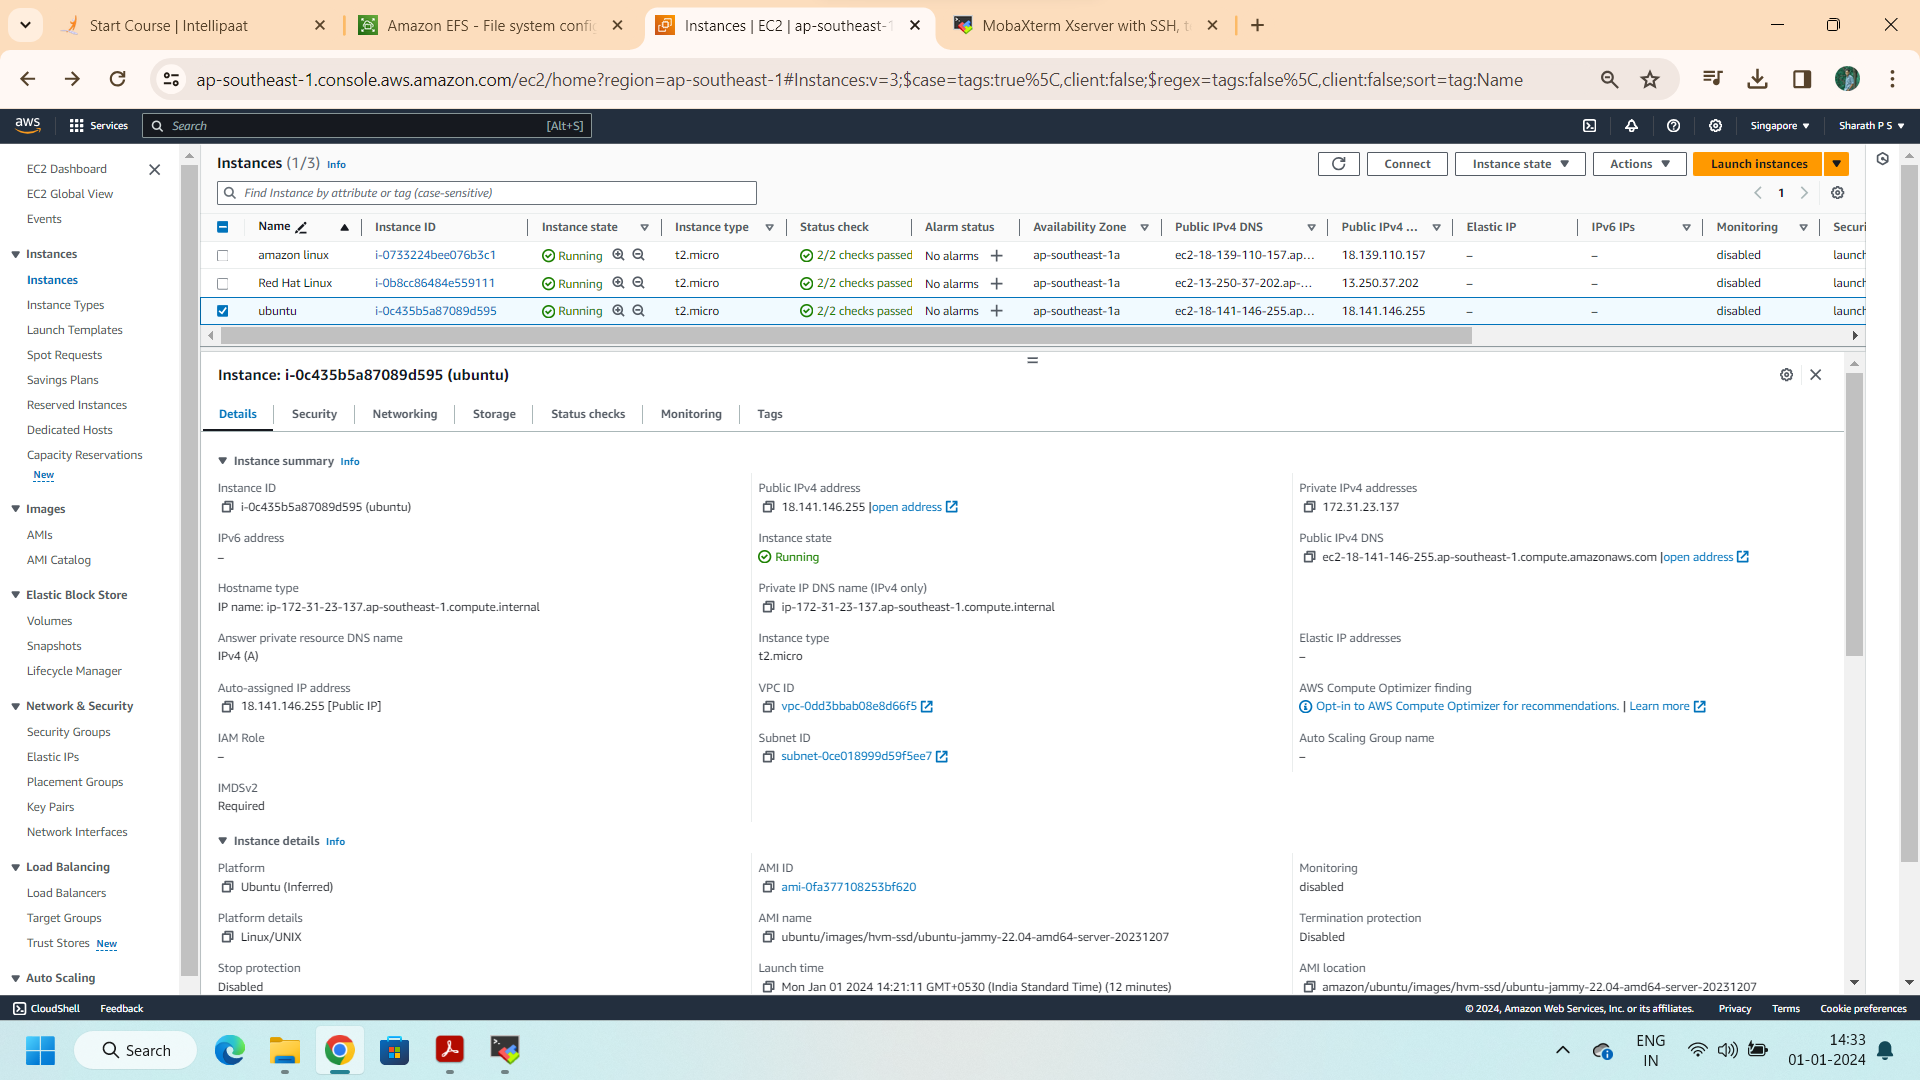 Start Course | Intellipaat
Amazon EFS - File system config
Instances | EC2 | ap-southeast-1
MobaXterm Xserver with SSH, t
ap-southeast-1.console.aws.amazon.com/ec2/home?region=ap-southeast-1#Instances:v=3;$case=tags:true%5C,client:false;$regex=tags:false%5C,client:false;sort=tag:Name
aws
Services
Search
[Alt+S]
Singapore
Sharath P S
EC2 Dashboard
EC2 Global View
Events
Instances
Instances
Instance Types
Launch Templates
Spot Requests
Savings Plans
Reserved Instances
Dedicated Hosts
Capacity Reservations
New
Images
AMIs
AMI Catalog
Elastic Block Store
Volumes
Snapshots
Lifecycle Manager
Network & Security
Security Groups
Elastic IPs
Placement Groups
Key Pairs
Network Interfaces
Load Balancing
Load Balancers
Target Groups
Trust Stores New
Auto Scaling
Instances (1/3) Info
Connect
Instance state
Actions
Launch instances
Find Instance by attribute or tag (case-sensitive)
1
Name Instance ID Instance state Instance type Status check Alarm status Availability Zone Public IPv4 DNS Public IPv4 ... Elastic IP IPv6 IPs Monitoring Securi
amazon linux i-0733224bee076b3c1 Running t2.micro 2/2 checks passed No alarms + ap-southeast-1a ec2-18-139-110-157.ap... 18.139.110.157 – – disabled launch
Red Hat Linux i-0b8cc86484e559111 Running t2.micro 2/2 checks passed No alarms + ap-southeast-1a ec2-13-250-37-202.ap-... 13.250.37.202 – – disabled launch
ubuntu i-0c435b5a87089d595 Running t2.micro 2/2 checks passed No alarms + ap-southeast-1a ec2-18-141-146-255.ap... 18.141.146.255 – – disabled launch
Instance: i-0c435b5a87089d595 (ubuntu)
Details Security Networking Storage Status checks Monitoring Tags
Instance summary Info
Instance ID
i-0c435b5a87089d595 (ubuntu)
Public IPv4 address
18.141.146.255 |open address
Private IPv4 addresses
172.31.23.137
IPv6 address
–
Instance state
Running
Public IPv4 DNS
ec2-18-141-146-255.ap-southeast-1.compute.amazonaws.com |open address
Hostname type
IP name: ip-172-31-23-137.ap-southeast-1.compute.internal
Private IP DNS name (IPv4 only)
ip-172-31-23-137.ap-southeast-1.compute.internal
Answer private resource DNS name
IPv4 (A)
Instance type
t2.micro
Elastic IP addresses
–
Auto-assigned IP address
18.141.146.255 [Public IP]
VPC ID
vpc-0dd3bbab08e8d66f5
AWS Compute Optimizer finding
Opt-in to AWS Compute Optimizer for recommendations. | Learn more
IAM Role
–
Subnet ID
subnet-0ce018999d59f5ee7
Auto Scaling Group name
–
IMDSv2
Required
Instance details Info
Platform
Ubuntu (Inferred)
AMI ID
ami-0fa377108253bf620
Monitoring
disabled
Platform details
Linux/UNIX
AMI name
ubuntu/images/hvm-ssd/ubuntu-jammy-22.04-amd64-server-20231207
Termination protection
Disabled
Stop protection
Disabled
Launch time
Mon Jan 01 2024 14:21:11 GMT+0530 (India Standard Time) (12 minutes)
AMI location
amazon/ubuntu/images/hvm-ssd/ubuntu-jammy-22.04-amd64-server-20231207
CloudShell Feedback
© 2024, Amazon Web Services, Inc. or its affiliates. Privacy Terms Cookie preferences
Search
ENG
IN
14:33
01-01-2024